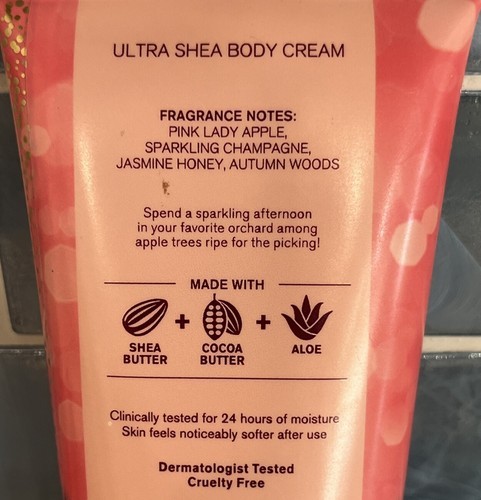 ULTRA SHEA BODY CREAM
FRAGRANCE NOTES:
PINK LADY APPLE,
SPARKLING CHAMPAGNE,
JASMINE HONEY, AUTUMN WOODS
Spend a sparkling afternoon
in your favorite orchard among
apple trees ripe for the picking!
MADE WITH
SHEA BUTTER + COCOA BUTTER + ALOE
Clinically tested for 24 hours of moisture
Skin feels noticeably softer after use
Dermatologist Tested
Cruelty Free